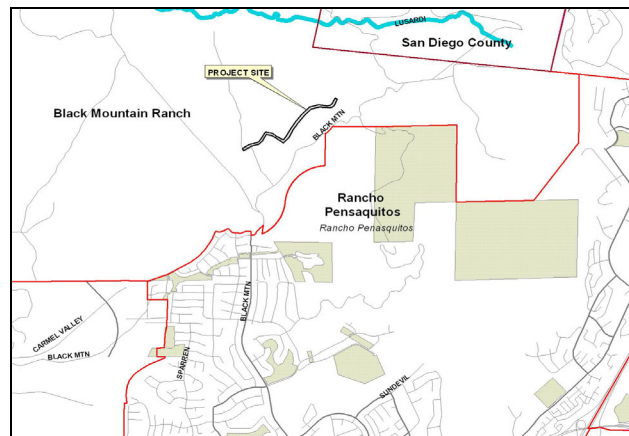 LUSARDI
San Diego County
PROJECT SITE
Black Mountain Ranch
BLACK MTN
Rancho
Pensaquitos
Rancho Penasquitos
BLACK MTN
CARMEL VALLEY
BLACK MTN
SPARREN
SUNDEVIL